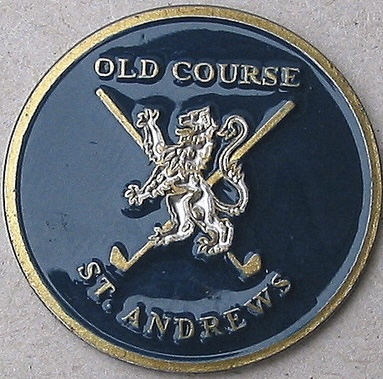 OLD COURSE
ST. ANDREWS